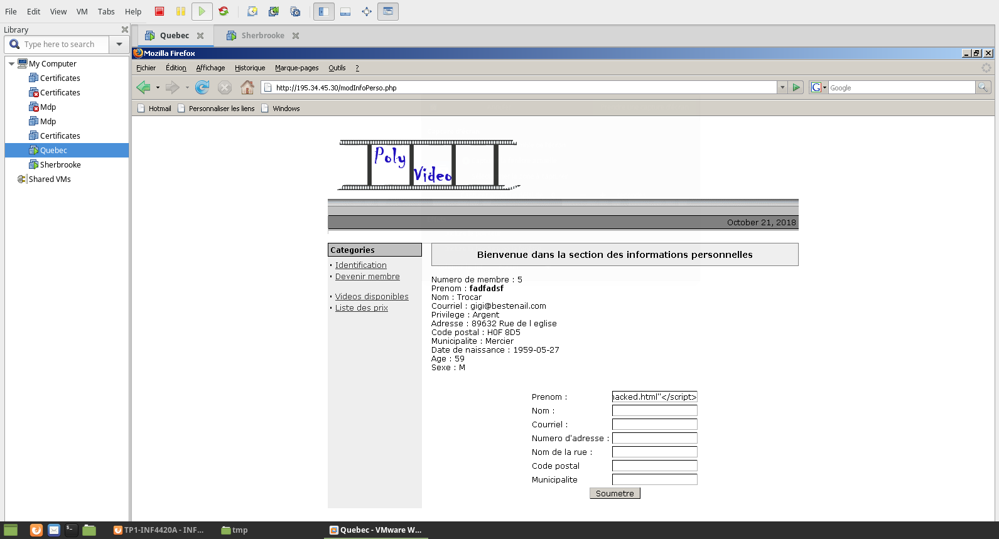 File Edit View VM Tabs Help
Library
Type here to search
My Computer
Certificates
Certificates
Mdp
Mdp
Certificates
Quebec
Sherbrooke
Shared VMs
Quebec Sherbrooke
Mozilla Firefox
Fichier Édition Affichage Historique Marque-pages Outils ?
http://195.34.45.30/modInfoPerso.php
G Google
Hotmail Personnaliser les liens Windows
Poly
Video
October 21, 2018
Categories
Identification
Devenir membre
Videos disponibles
Liste des prix
Bienvenue dans la section des informations personnelles
Numero de membre : 5
Prenom : fadfadsf
Nom : Trocar
Courriel : gigi@bestenail.com
Privilege : Argent
Adresse : 89632 Rue de l eglise
Code postal : H0F 8D5
Municipalite : Mercier
Date de naissance : 1959-05-27
Age : 59
Sexe : M
Prenom : hacked.html"</script>
Nom :
Courriel :
Numero d'adresse :
Nom de la rue :
Code postal
Municipalite
Soumetre
TP1-INF4420A - INF... tmp Quebec - VMware W...